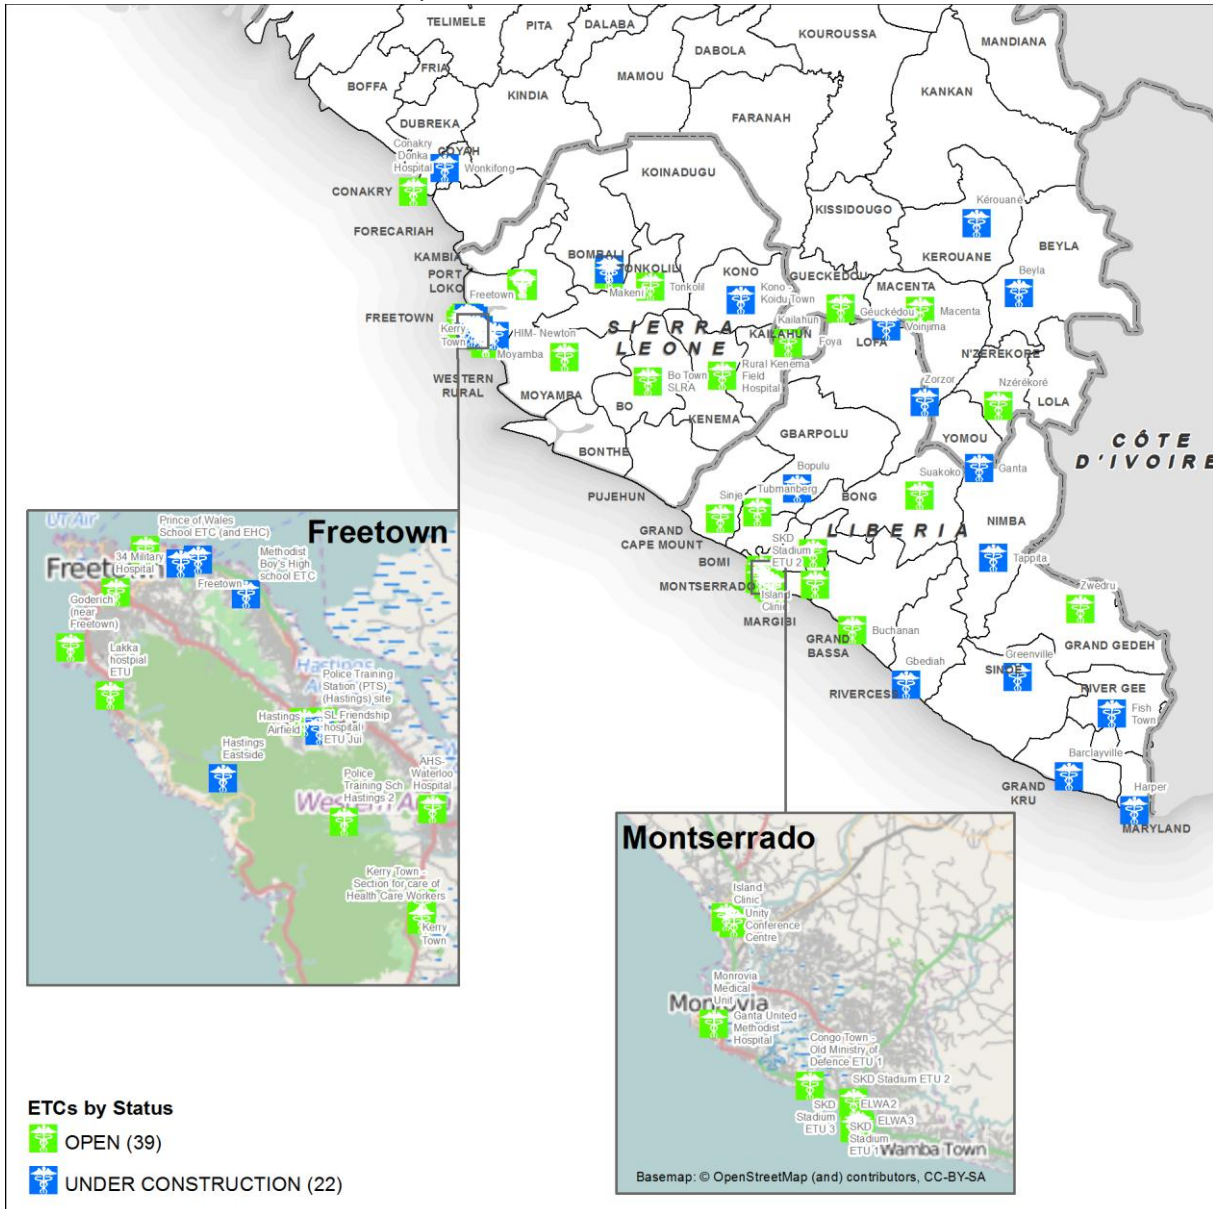 TELIMELE
PITA
DALABA
KOUROUSSA
MANDIANA
DABOLA
FRIA
MAMOU
BOFFA
KINDIA
KANKAN
DUBREKA
FARANAH
COYAH
Conakry
Donka
Hospital
Wonkifong
KOINADUGU
CONAKRY
KISSIDOUGOU
Kérouané
FORECARIAH
BEYLA
KAMBIA
BOMBALI
KEROUANE
TONKOLILI
KONO
GUECKEDOU
Beyla
PORT
LOKO
MACENTA
Freetown
Makeni
Tonkolil
Kono -
Koidu Town
Guéckédou
Macenta
FREETOWN
Kerry
Town
HIM- Newton
SIERRA
LEONE
Kailahun
KAILAHUN
Foya
Voinjima
LOFA
Moyamba
N'ZEREKORE
WESTERN
RURAL
MOYAMBA
Bo Town
SLRA
Rural Kenema
Field
Hospital
Zorzor
Nzérékoré
LOLA
BO
KENEMA
GBARPOLU
YOMOU
CÔTE
D'IVOIRE
BONTHE
Bopulu
Suakoko
Ganta
PUJEHUN
Sinje
Tubmanberg
BONG
GRAND
CAPE MOUNT
LIBERIA
NIMBA
SKD
Stadium
ETU 2
BOMI
Tappita
MONTSERRADO
Island
Clinic
MARGIBI
Zwedru
GRAND
BASSA
Buchanan
GRAND GEDEH
Gbediah
Greenville
SINOE
RIVERCESS
RIVER GEE
Fish
Town
Barclayville
GRAND
KRU
Harper
MARYLAND
Freetown
Prince of Wales
School ETC (and EHC)
34 Military
Hospital
Freetown
Methodist
Boy's High
school ETC
Freetown
Goderich
(near
Freetown)
Lakka
hostpial
ETU
Hastings
Police Training
Station (PTS)
(Hastings) site
Hastings
Airfield
SL Friendship
hospital
ETU Jui
Hastings
Eastside
Police
Training Sch
Hastings 2
AHS-
Waterloo
Hospital
Western Area
Kerry Town -
Section for care of
Health Care Workers
Kerry
Town
Montserrado
Island
Clinic
Unity
Conference
Centre
Monrovia
Medical
Unit
Monrovia
Ganta United
Methodist
Hospital
Congo Town -
Old Ministry of
Defence ETU 1
SKD Stadium ETU 2
SKD
Stadium
ETU 3
ELWA2
ELWA3
SKD
Stadium
ETU 1
Wamba Town
Basemap: © OpenStreetMap (and) contributors, CC-BY-SA
ETCs by Status
OPEN (39)
UNDER CONSTRUCTION (22)